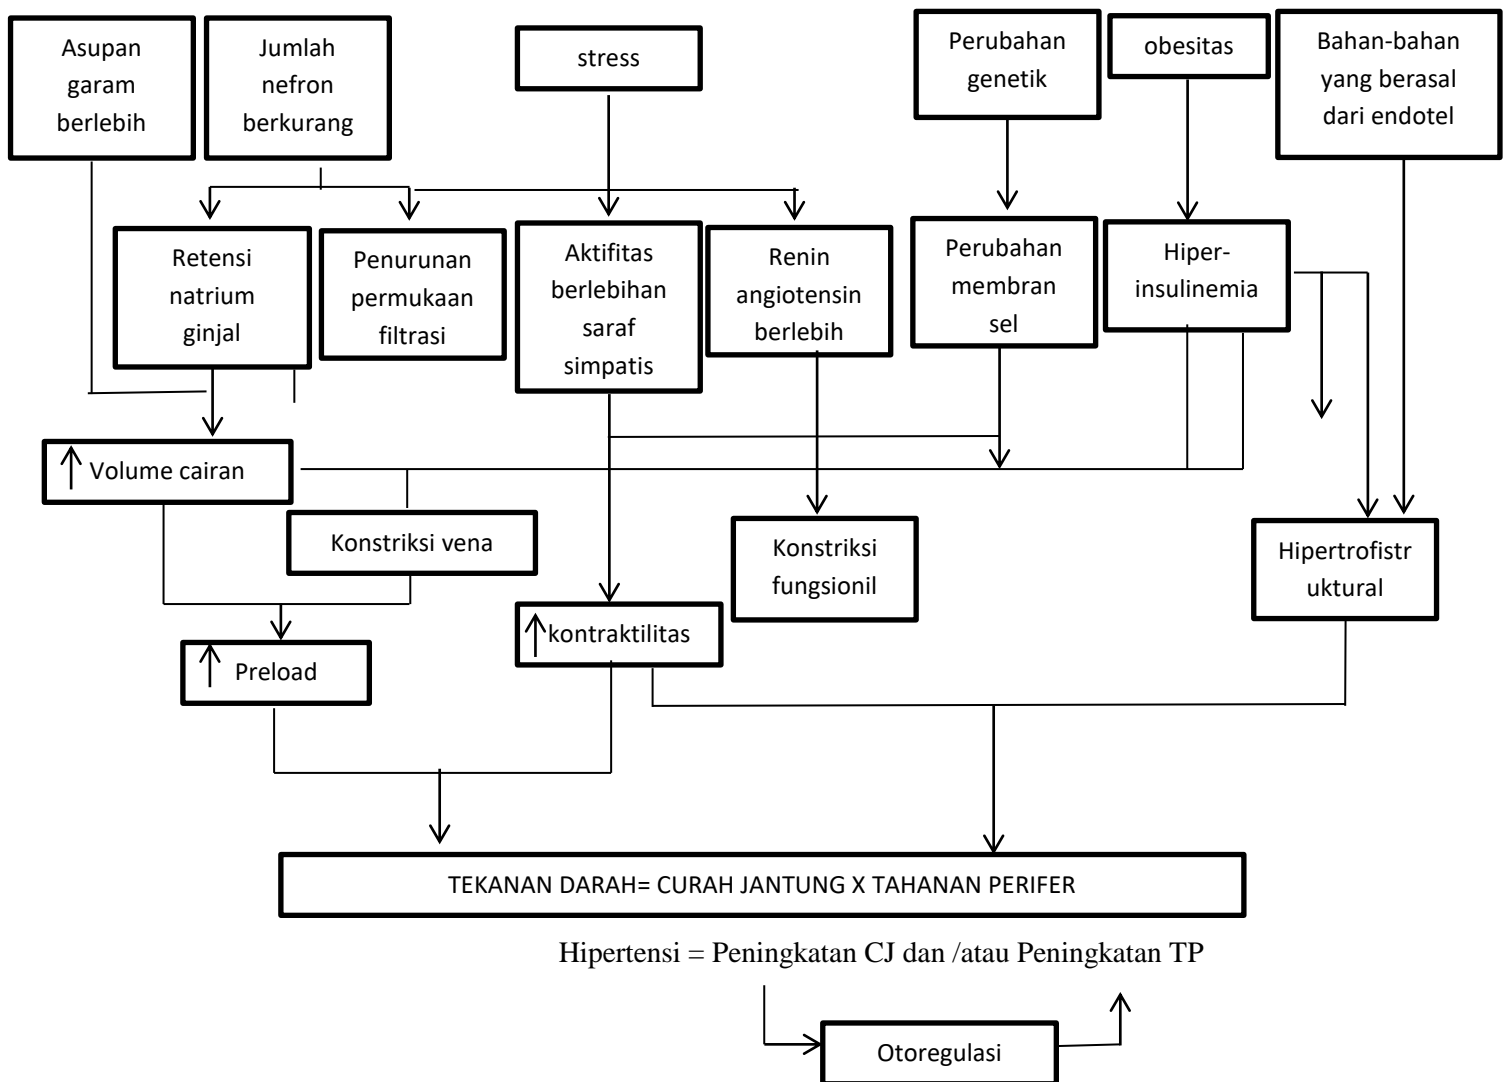 Asupan
garam
berlebih
Jumlah
nefron
berkurang
stress
Perubahan
genetik
obesitas
Bahan-bahan
yang berasal
dari endotel
Retensi
natrium
ginjal
Penurunan
permukaan
filtrasi
Aktifitas
berlebihan
saraf
simpatis
Renin
angiotensin
berlebih
Perubahan
membran
sel
Hiper-
insulinemia
Volume cairan
Konstriksi vena
Konstriksi
fungsionil
Hipertrofistr
uktural
kontraktilitas
Preload
TEKANAN DARAH= CURAH JANTUNG X TAHANAN PERIFER
Hipertensi = Peningkatan CJ dan /atau Peningkatan TP
Otoregulasi